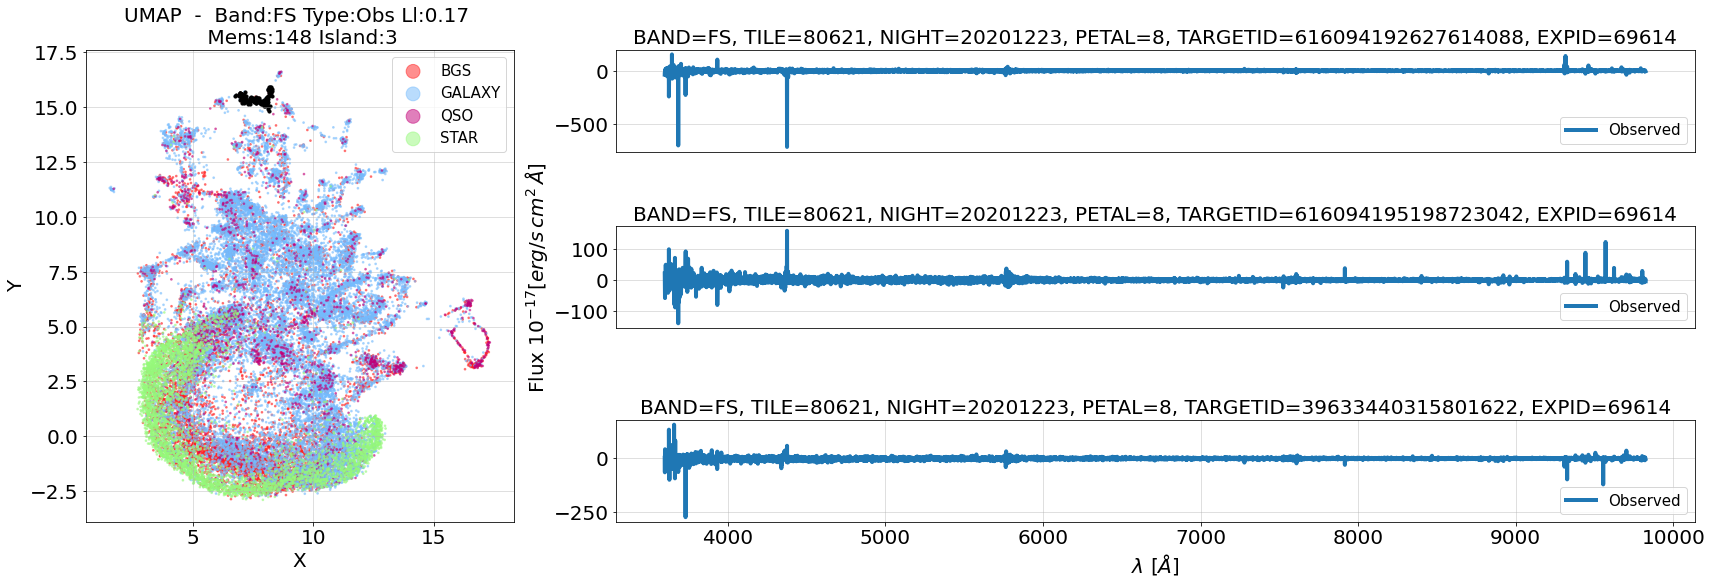 UMAP - Band:FS Type:Obs Ll:0.17
Mems:148 Island:3
17.5
15.0
12.5
10.0
7.5
5.0
2.5
0.0
−2.5
Y
5
10
15
X
BGS
GALAXY
QSO
STAR
Flux 10⁻¹⁷[erg/s cm² Å]
BAND=FS, TILE=80621, NIGHT=20201223, PETAL=8, TARGETID=616094192627614088, EXPID=69614
0
−500
Observed
BAND=FS, TILE=80621, NIGHT=20201223, PETAL=8, TARGETID=616094195198723042, EXPID=69614
100
0
−100
Observed
BAND=FS, TILE=80621, NIGHT=20201223, PETAL=8, TARGETID=39633440315801622, EXPID=69614
0
−250
Observed
4000
5000
6000
7000
8000
9000
10000
λ [Å]